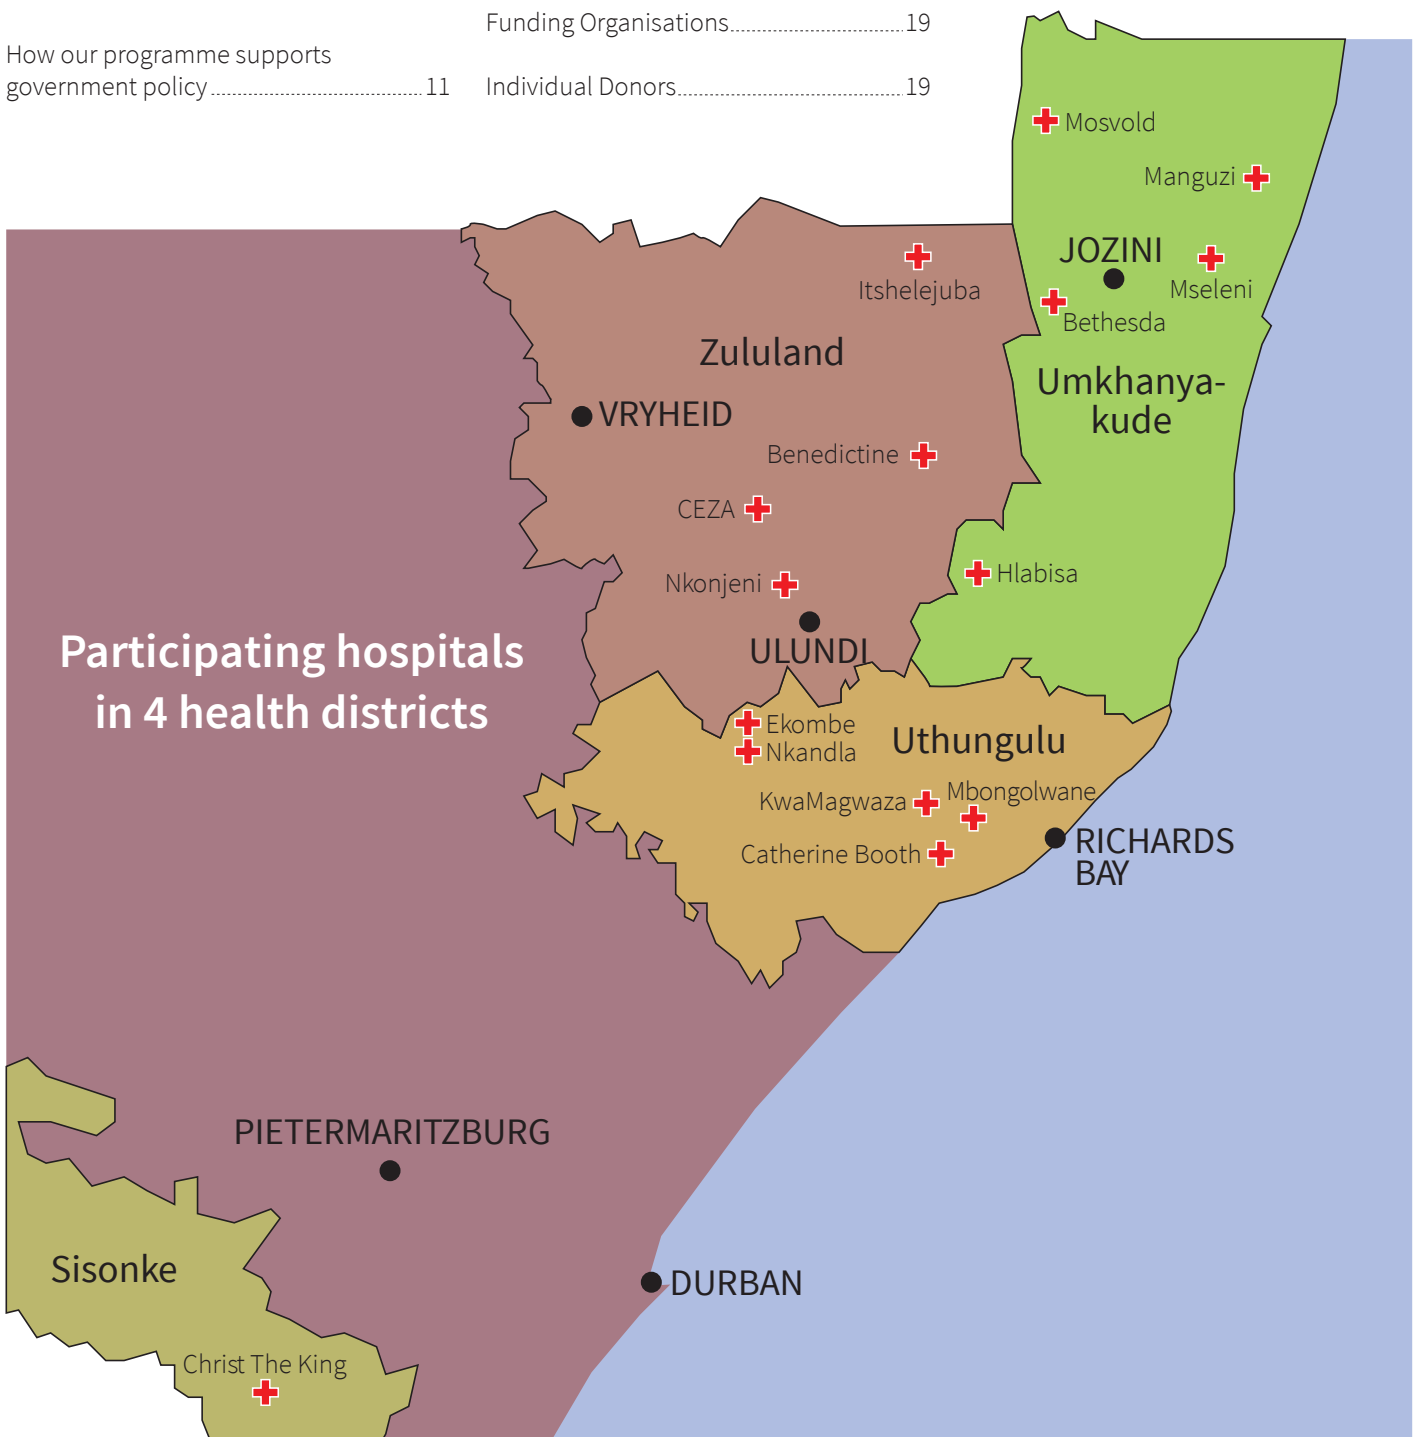 How our programme supports
government policy 11
Funding Organisations 19
Individual Donors 19
Mosvold
Manguzi
JOZINI
Mseleni
Itshelejuba
Bethesda
Zululand
Umkhanya-
kude
VRYHEID
Benedictine
CEZA
Hlabisa
Nkonjeni
ULUNDI
Participating hospitals
in 4 health districts
Ekombe
Nkandla
Uthungulu
KwaMagwaza
Mbongolwane
Catherine Booth
RICHARDS
BAY
PIETERMARITZBURG
Sisonke
DURBAN
Christ The King